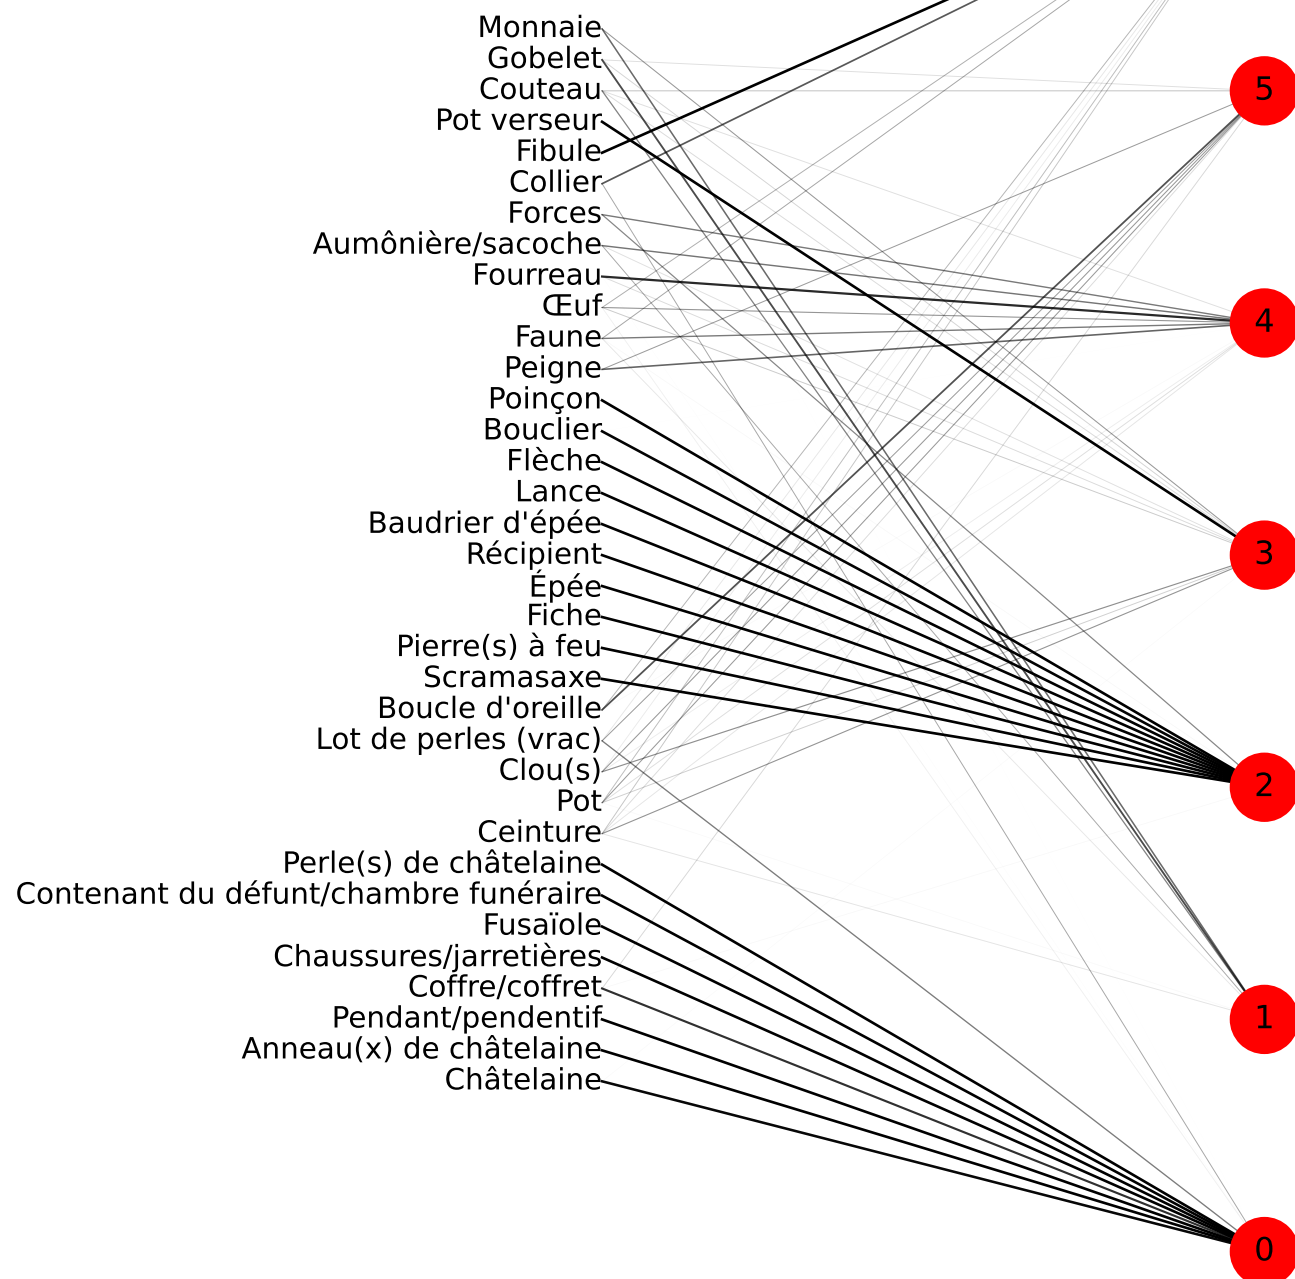 Monnaie
Gobelet
Couteau
5
Pot verseur
Fibule
Collier
Forces
Aumônière/sacoche
Fourreau
Œuf
4
Faune
Peigne
Poinçon
Bouclier
Flèche
Lance
Baudrier d'épée
Récipient
3
Épée
Fiche
Pierre(s) à feu
Scramasaxe
Boucle d'oreille
Lot de perles (vrac)
Clou(s)
2
Pot
Ceinture
Perle(s) de châtelaine
Contenant du défunt/chambre funéraire
Fusaïole
Chaussures/jarretières
Coffre/coffret
Pendant/pendentif
1
Anneau(x) de châtelaine
Châtelaine
0